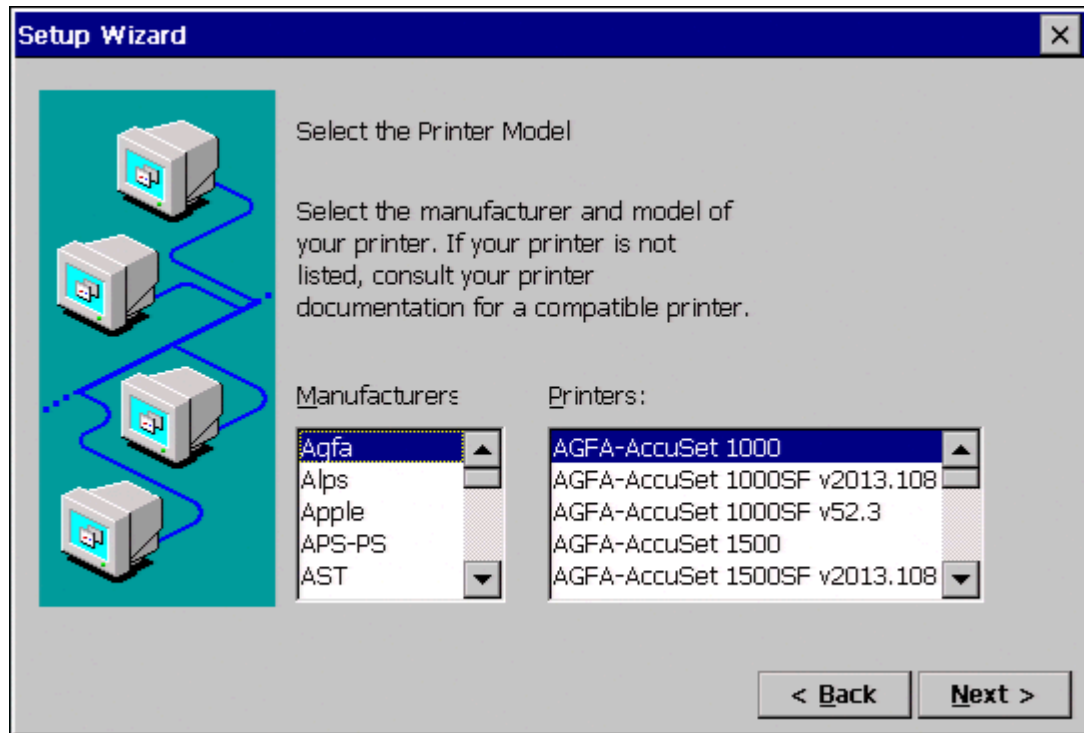 Setup Wizard
Select the Printer Model
Select the manufacturer and model of
your printer. If your printer is not
listed, consult your printer
documentation for a compatible printer.
Manufacturers
Printers:
Agfa
Alps
Apple
APS-PS
AST
AGFA-AccuSet 1000
AGFA-AccuSet 1000SF v2013.108
AGFA-AccuSet 1000SF v52.3
AGFA-AccuSet 1500
AGFA-AccuSet 1500SF v2013.108
< Back
Next >